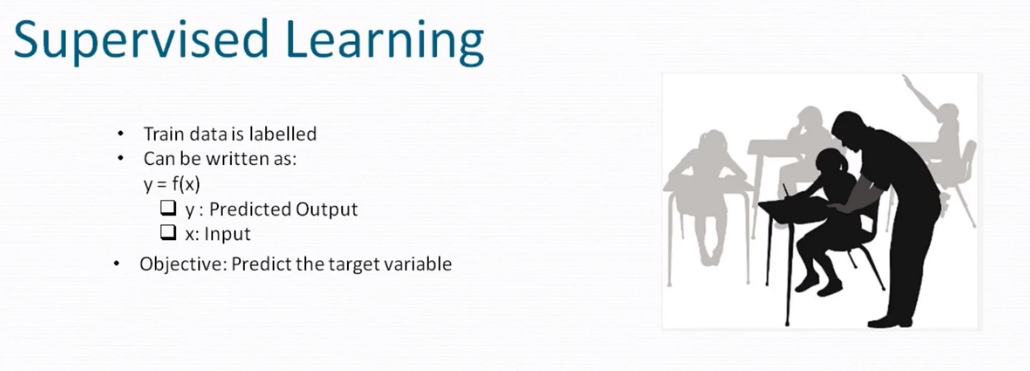 Supervised Learning
• Train data is labelled
• Can be written as:
y = f(x)
❑ y : Predicted Output
❑ x: Input
• Objective: Predict the target variable